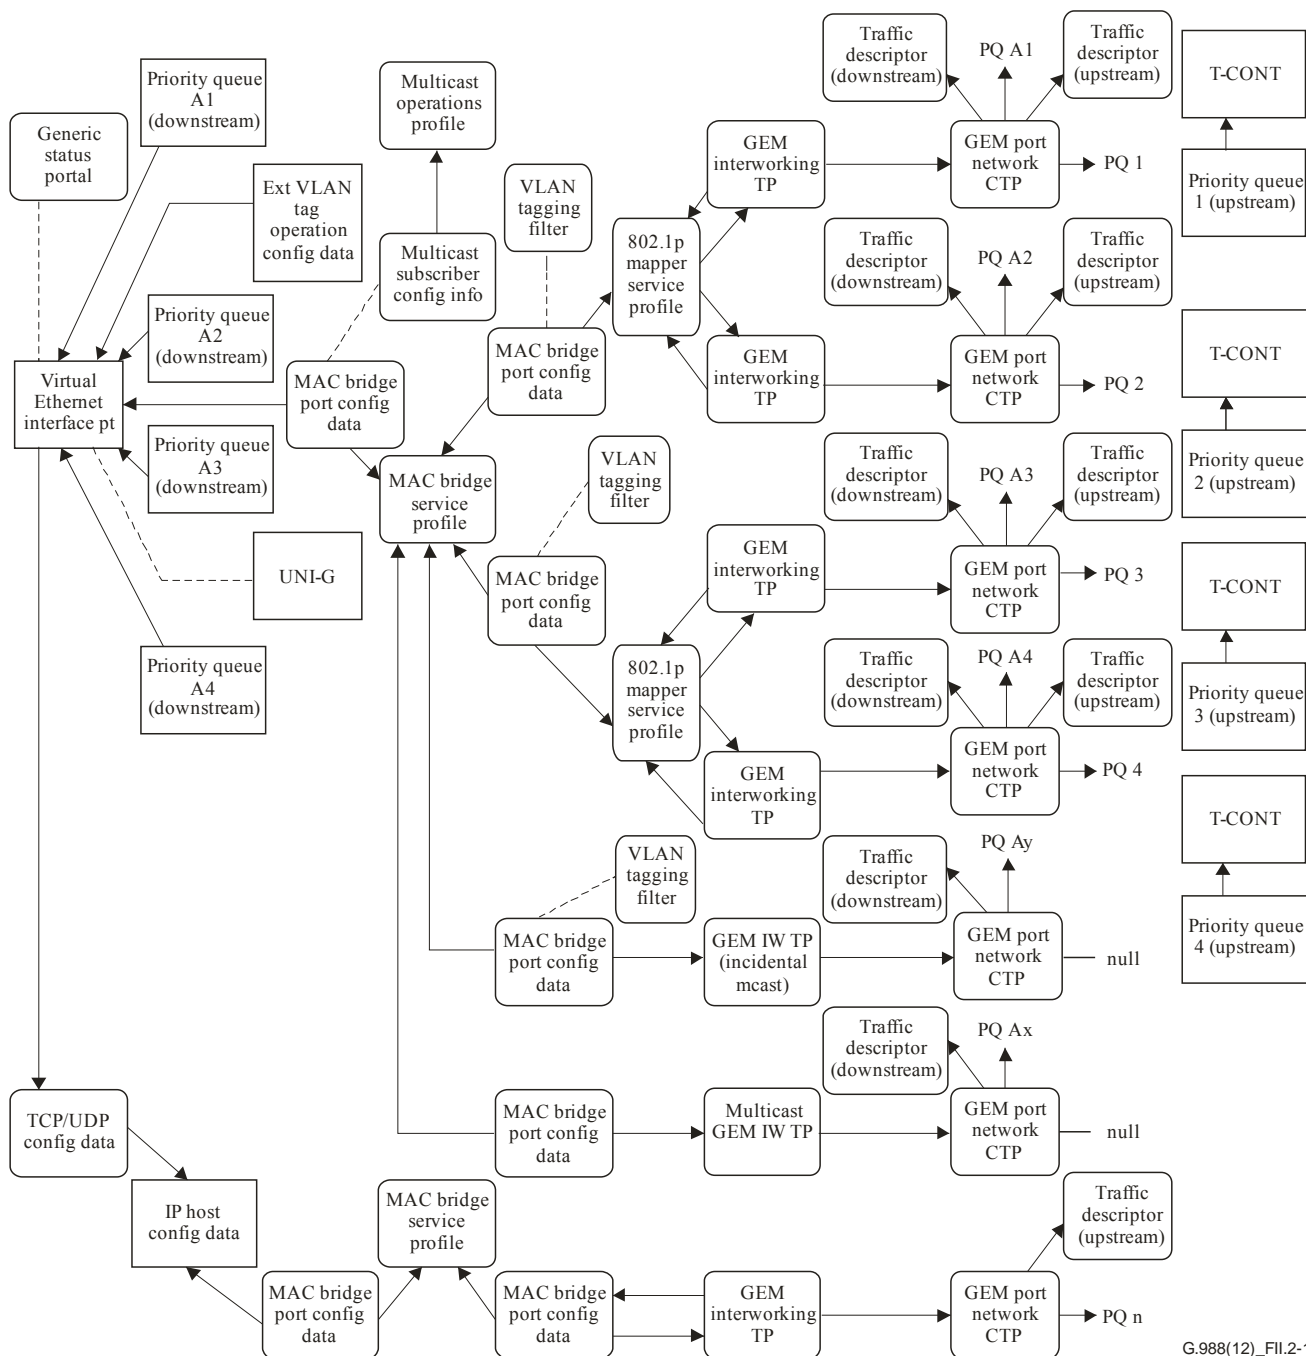 Traffic
descriptor
(downstream)
PQ A1
Traffic
descriptor
(upstream)
T-CONT
Priority queue
A1
(downstream)
Multicast
operations
profile
Generic
status
portal
GEM
interworking
TP
GEM port
network
CTP
PQ 1
Priority queue
1 (upstream)
Ext VLAN
tag
operation
config data
VLAN
tagging
filter
Multicast
subscriber
config info
802.1p
mapper
service
profile
Traffic
descriptor
(downstream)
PQ A2
Traffic
descriptor
(upstream)
T-CONT
Priority queue
A2
(downstream)
MAC bridge
port config
data
GEM
interworking
TP
GEM port
network
CTP
PQ 2
Virtual
Ethernet
interface pt
MAC bridge
port config
data
Priority queue
2 (upstream)
Priority queue
A3
(downstream)
MAC bridge
service
profile
VLAN
tagging
filter
Traffic
descriptor
(downstream)
PQ A3
Traffic
descriptor
(upstream)
T-CONT
UNI-G
MAC bridge
port config
data
GEM
interworking
TP
GEM port
network
CTP
PQ 3
Priority queue
A4
(downstream)
802.1p
mapper
service
profile
Traffic
descriptor
(downstream)
PQ A4
Traffic
descriptor
(upstream)
Priority queue
3 (upstream)
GEM
interworking
TP
GEM port
network
CTP
PQ 4
T-CONT
VLAN
tagging
filter
Traffic
descriptor
(downstream)
PQ Ay
MAC bridge
port config
data
GEM IW TP
(incidental
mcast)
GEM port
network
CTP
null
Priority queue
4 (upstream)
Traffic
descriptor
(downstream)
PQ Ax
TCP/UDP
config data
MAC bridge
port config
data
Multicast
GEM IW TP
GEM port
network
CTP
null
IP host
config data
MAC bridge
service
profile
Traffic
descriptor
(upstream)
MAC bridge
port config
data
MAC bridge
port config
data
GEM
interworking
TP
GEM port
network
CTP
PQ n